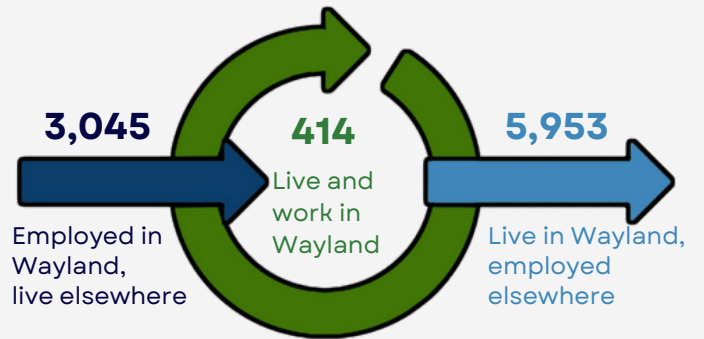 3,045
Employed in
Wayland,
live elsewhere
414
Live and
work in
Wayland
5,953
Live in Wayland,
employed
elsewhere